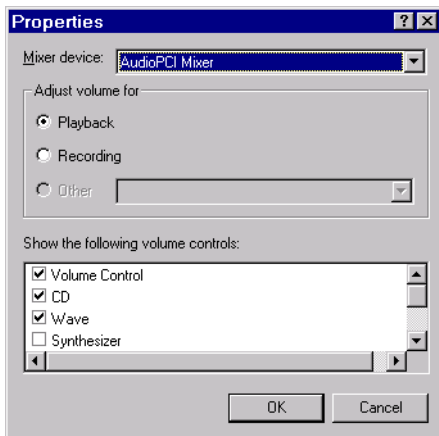 Properties
Mixer device: AudioPCI Mixer
Adjust volume for
Playback
Recording
Other
Show the following volume controls:
Volume Control
CD
Wave
Synthesizer
OK Cancel